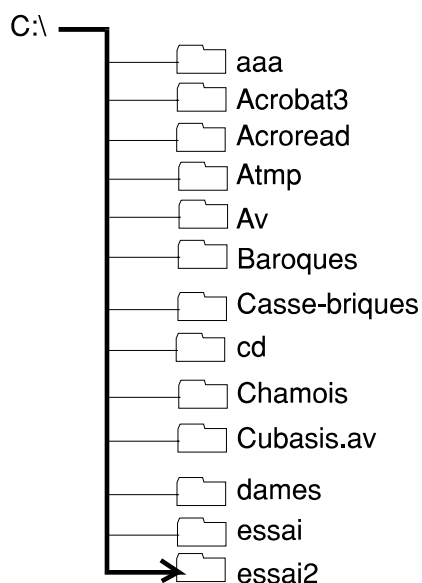 C:\
aaa
Acrobat3
Acroread
Atmp
Av
Baroques
Casse-briques
cd
Chamois
Cubasis.av
dames
essai
essai2